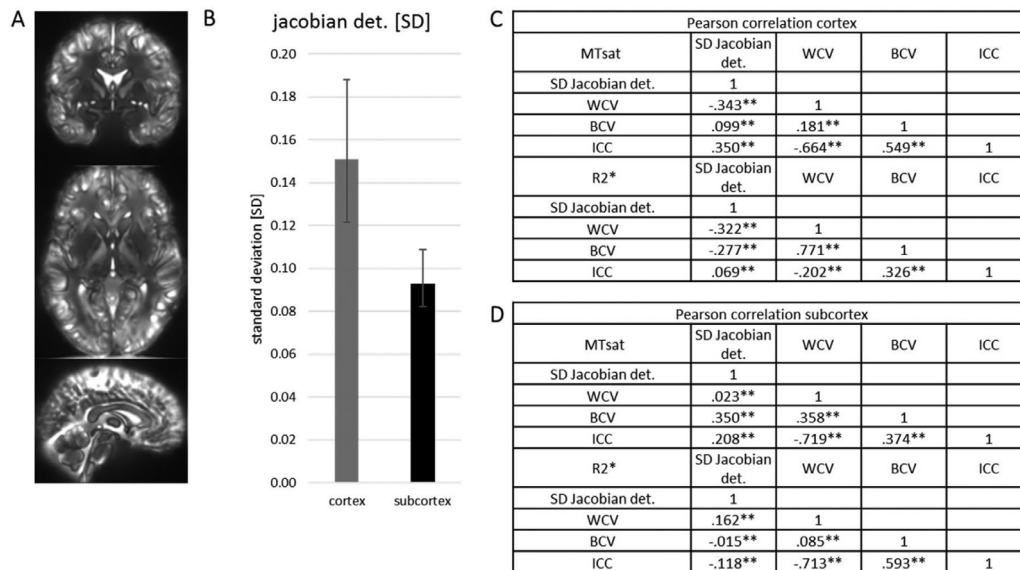 A
B
jacobian det. [SD]
standard deviation [SD]
0.20
0.18
0.16
0.14
0.12
0.10
0.08
0.06
0.04
0.02
0.00
cortex subcortex
C
Pearson correlation cortex
MTsat SD Jacobian det. WCV BCV ICC
SD Jacobian det. 1
WCV -.343** 1
BCV .099** .181** 1
ICC .350** -.664** .549** 1
R2* SD Jacobian det. WCV BCV ICC
SD Jacobian det. 1
WCV -.322** 1
BCV -.277** .771** 1
ICC .069** -.202** .326** 1
D
Pearson correlation subcortex
MTsat SD Jacobian det. WCV BCV ICC
SD Jacobian det. 1
WCV .023** 1
BCV .350** .358** 1
ICC .208** -.719** .374** 1
R2* SD Jacobian det. WCV BCV ICC
SD Jacobian det. 1
WCV .162** 1
BCV -.015** .085** 1
ICC -.118** -.713** .593** 1